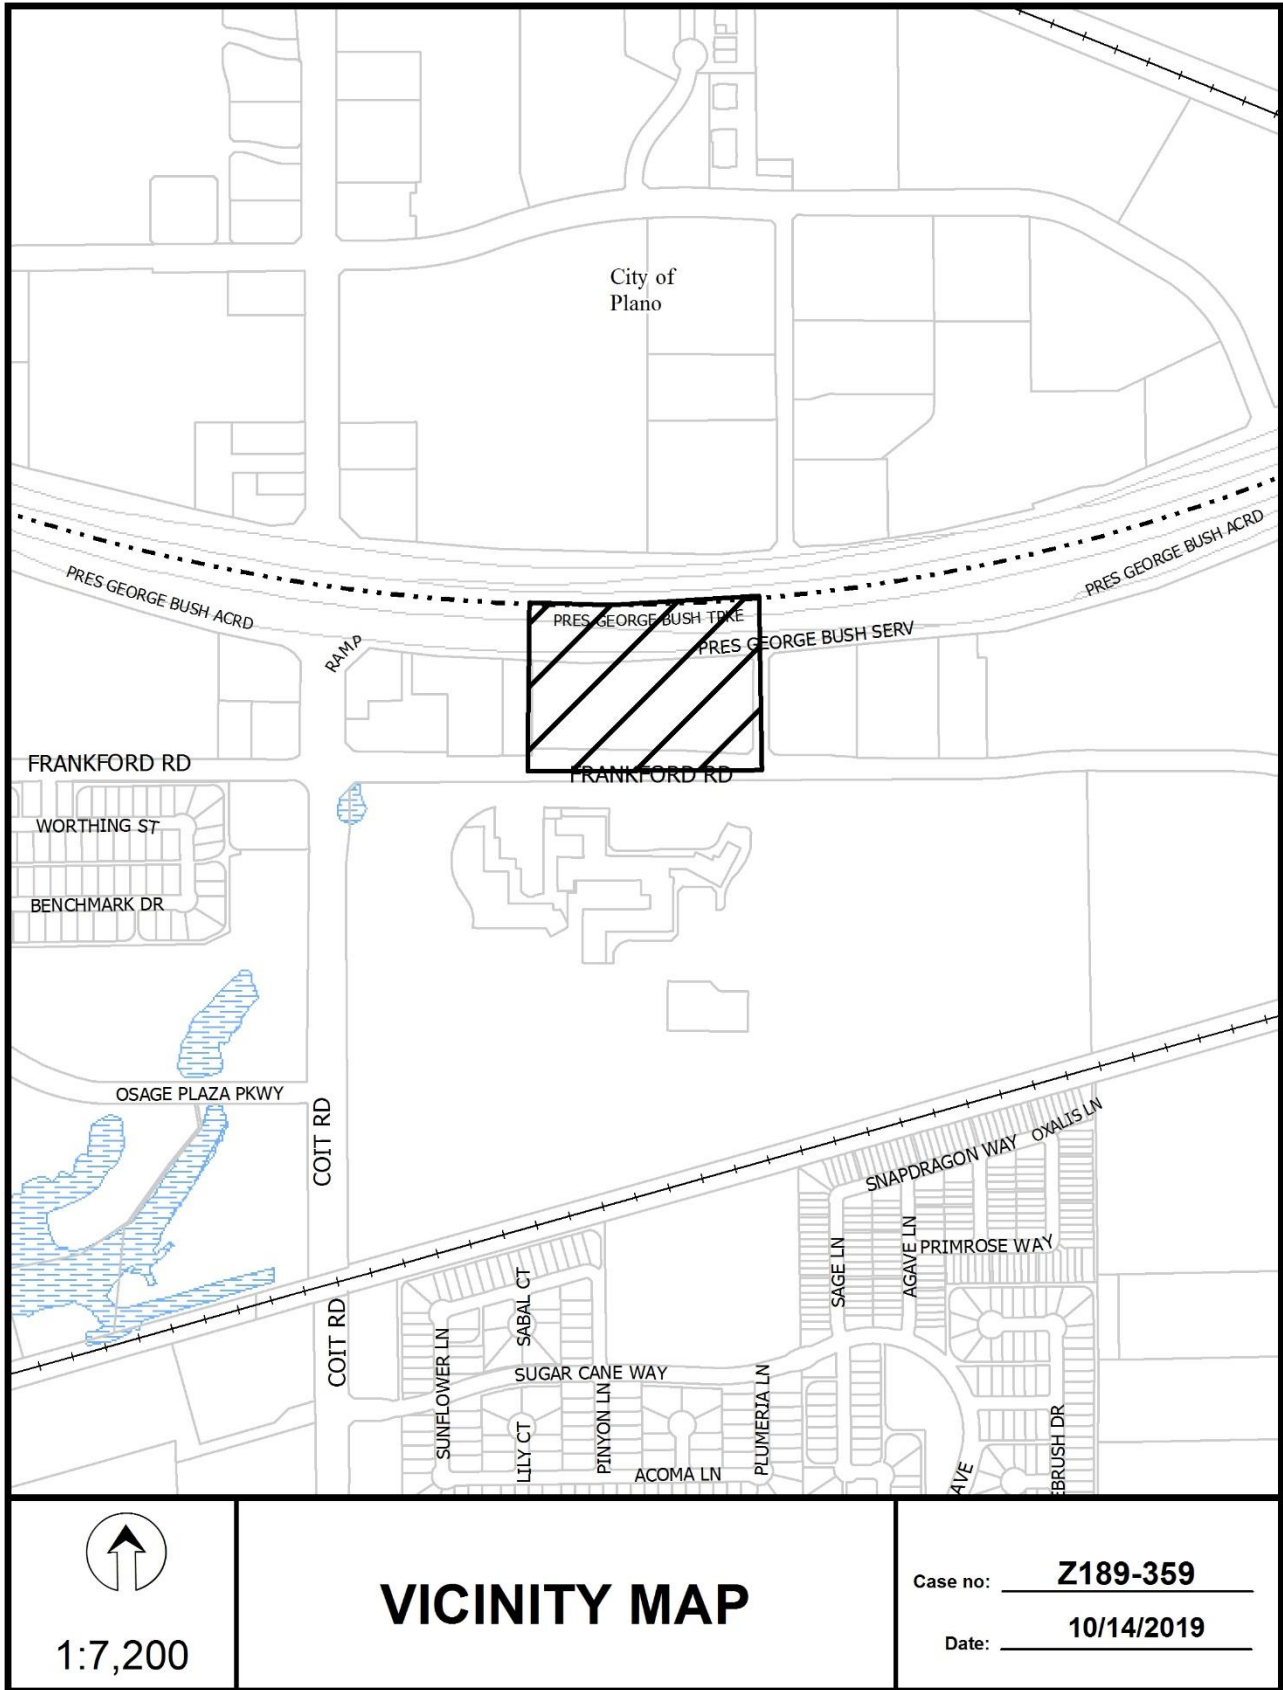 City of
Plano
PRES GEORGE BUSH ACRD
PRES GEORGE BUSH ACRD
PRES GEORGE BUSH TPKE
PRES GEORGE BUSH SERV
RAMP
FRANKFORD RD
FRANKFORD RD
WORTHING ST
BENCHMARK DR
OSAGE PLAZA PKWY
COIT RD
OXALIS LN
SNAPDRAGON WAY
AGAVE LN
PRIMROSE WAY
SAGE LN
SABAL CT
COIT RD
SUNFLOWER LN
SUGAR CANE WAY
PINYON LN
PLUMERIA LN
LILY CT
ACOMA LN
AVE
EBRUSH DR
1:7,200
VICINITY MAP
Case no: Z189-359
Date: 10/14/2019